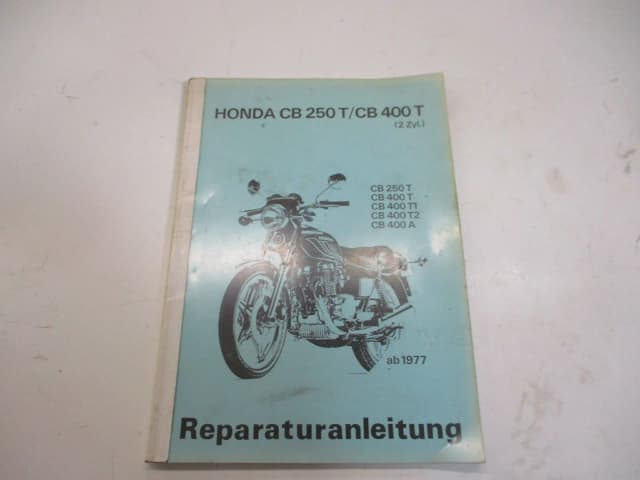 HONDA CB 250 T/CB 400 T
(2 Zyl.)
CB 250 T
CB 400 T
CB 400 T1
CB 400 T2
CB 400 A
ab 1977
Reparaturanleitung